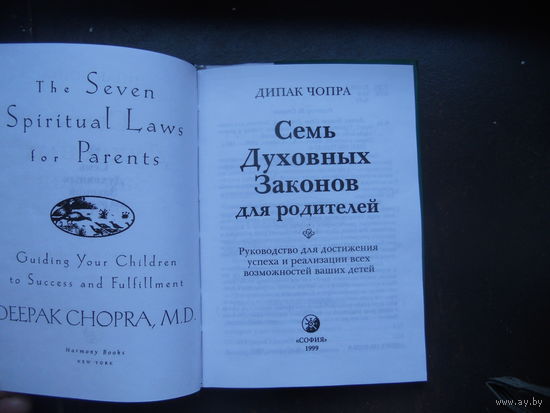 The Seven
Spiritual Laws
for Parents
Guiding Your Children
to Success and Fulfillment
DEEPAK CHOPRA, M.D.
Harmony Books
NEW YORK
ДИПАК ЧОПРА
Семь
Духовных
Законов
для родителей
Руководство для достижения
успеха и реализации всех
возможностей ваших детей
«СОФИЯ»
1999
www.ay.by